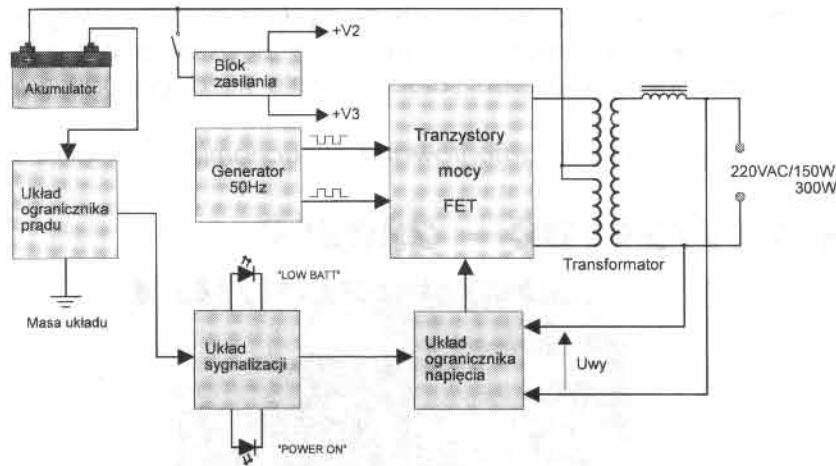 +V2
Akumulator
Blok
zasilania
+V3
Generator
50Hz
Tranzystory
mocy
FET
220VAC/150W
300W
Układ
ogranicznika
prądu
Transformator
"LOW BATT"
Masa układu
Układ
sygnalizacji
Układ
ogranicznika
napięcia
Uwy
"POWER ON"